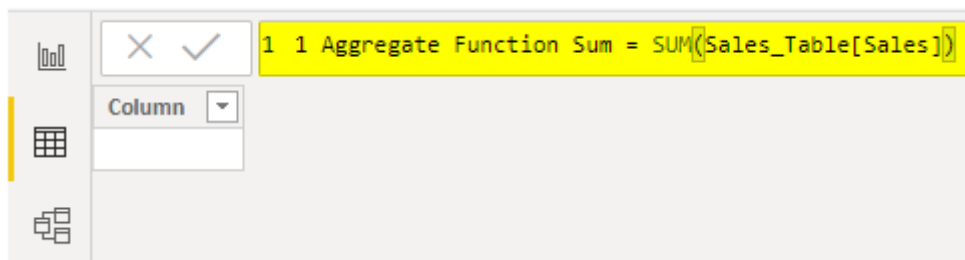 1 1 Aggregate Function Sum = SUM(Sales_Table[Sales])
Column